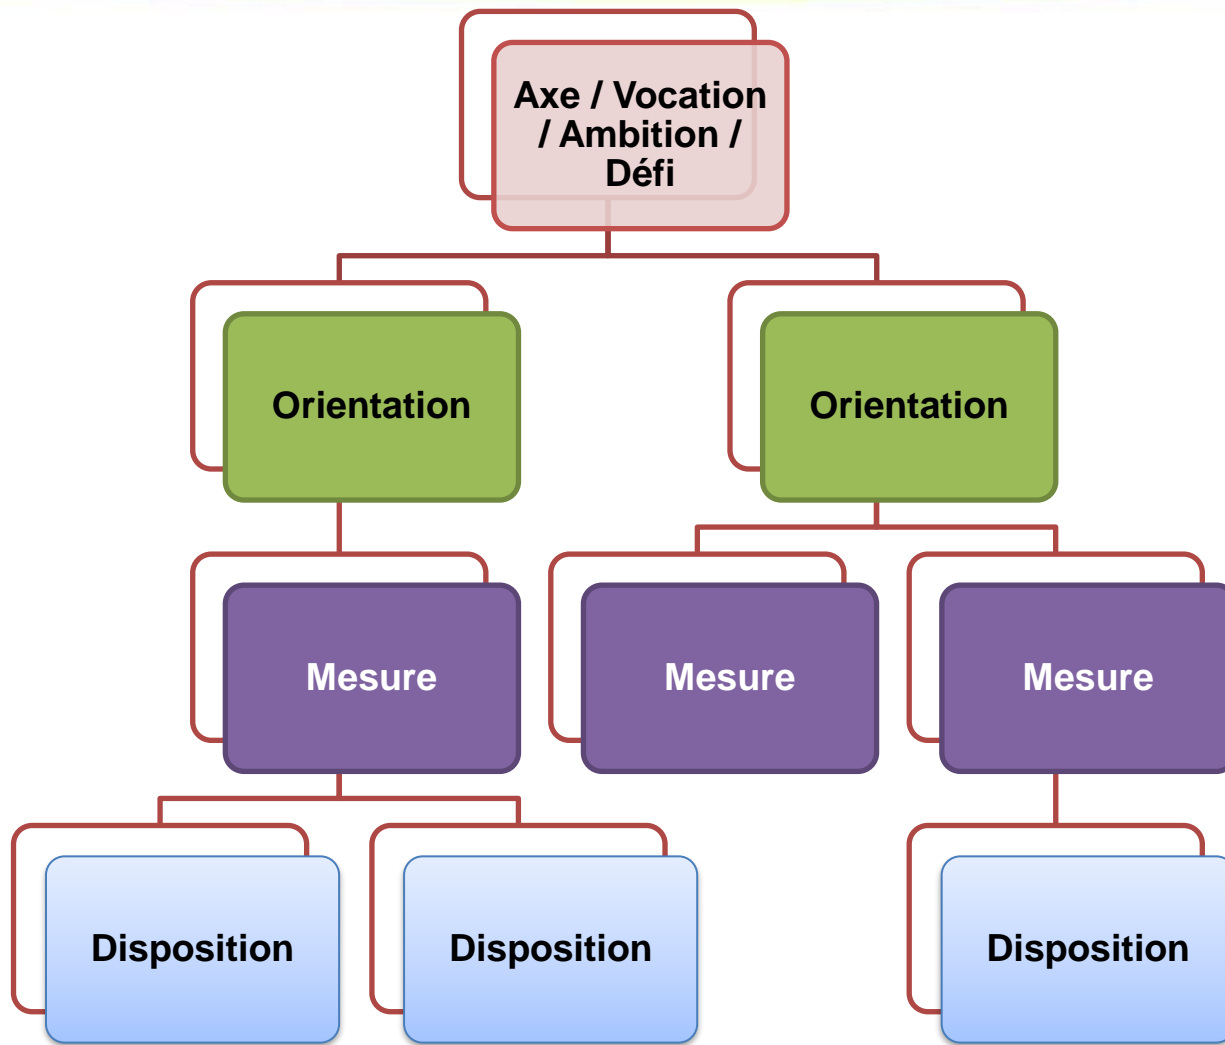 Axe / Vocation
/ Ambition /
Défi
Orientation
Orientation
Mesure
Mesure
Mesure
Disposition
Disposition
Disposition